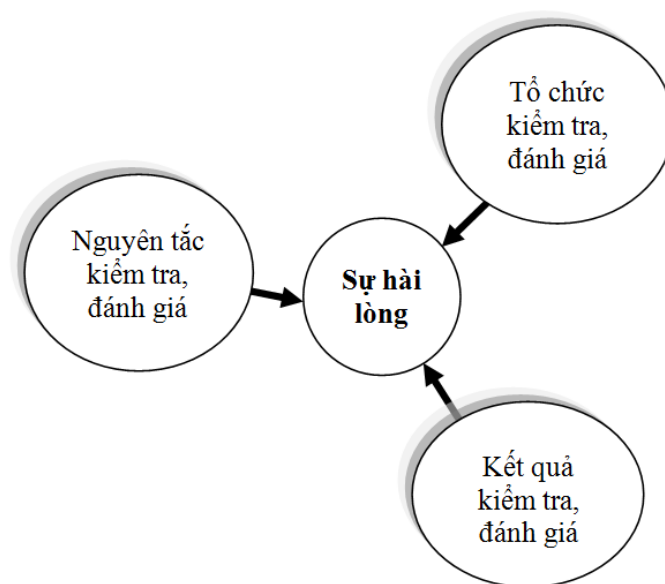 Tổ chức
kiểm tra,
đánh giá
Nguyên tắc
kiểm tra,
đánh giá
Sự hài
lòng
Kết quả
kiểm tra,
đánh giá